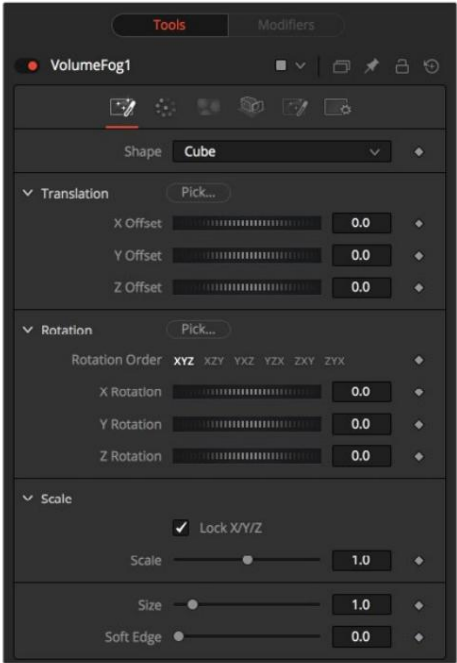 Tools Modifiers
VolumeFog1
Shape Cube
Translation Pick...
X Offset 0.0
Y Offset 0.0
Z Offset 0.0
Rotation Pick...
Rotation Order XYZ XZY YXZ YZX ZXY ZYX
X Rotation 0.0
Y Rotation 0.0
Z Rotation 0.0
Scale
Lock X/Y/Z
Scale 1.0
Size 1.0
Soft Edge 0.0